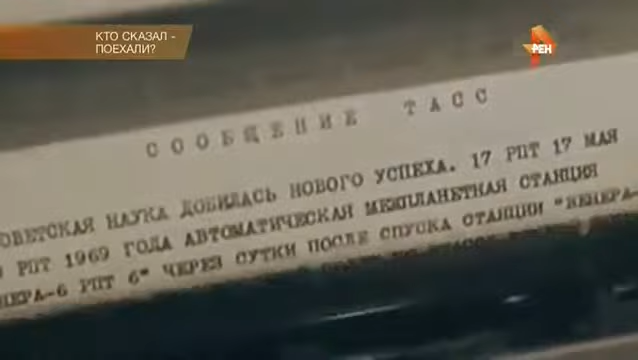 КТО СКАЗАЛ -
ПОЕХАЛИ?
РЕН
СООБЩЕНИЕ ТАСС
ОВЕТСКАЯ НАУКА ДОБИЛАСЬ НОВОГО УСПЕХА. 17 РПТ 17 МАЯ
РПТ 1969 ГОДА АВТОМАТИЧЕСКАЯ МЕЖПЛАНЕТНАЯ СТАНЦИЯ
НЕРА-6 РПТ 6" ЧЕРЕЗ СУТКИ ПОСЛЕ СПУСКА СТАНЦИИ "ВЕНЕРА-